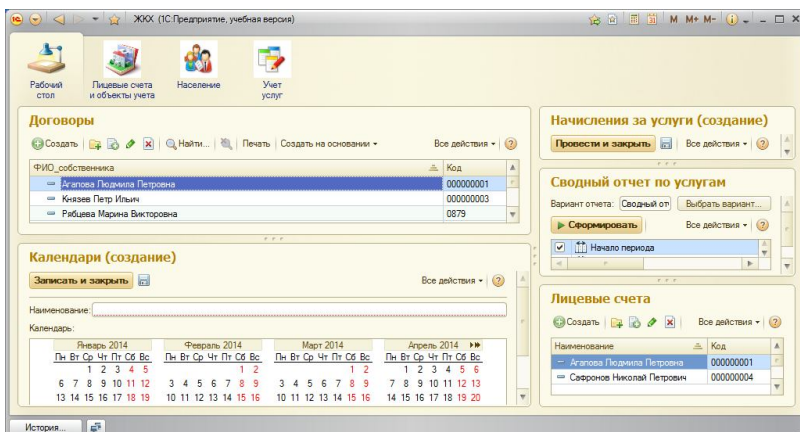 ЖКХ (1С:Предприятие, учебная версия)
M M+ M-
Рабочий стол
Лицевые счета и объекты учета
Население
Учет услуг
Договоры
Создать Найти... Печать Создать на основании Все действия
ФИО_собственника Код
Агапова Людмила Петровна 000000001
Князев Петр Ильич 000000003
Рябцева Марина Викторовна 0879
Календари (создание)
Записать и закрыть Все действия
Наименование:
Календарь:
Январь 2014 Февраль 2014 Март 2014 Апрель 2014
Пн Вт Ср Чт Пт Сб Вс Пн Вт Ср Чт Пт Сб Вс Пн Вт Ср Чт Пт Сб Вс Пн Вт Ср Чт Пт Сб Вс
1 2 3 4 5 1 2 1 2 1 2 3 4 5 6
6 7 8 9 10 11 12 3 4 5 6 7 8 9 3 4 5 6 7 8 9 7 8 9 10 11 12 13
13 14 15 16 17 18 19 10 11 12 13 14 15 16 10 11 12 13 14 15 16 14 15 16 17 18 19 20
Начисления за услуги (создание)
Провести и закрыть Все действия
Сводный отчет по услугам
Вариант отчета: Сводный от Выбрать вариант...
Сформировать Все действия
Начало периода
Лицевые счета
Создать Все действия
Наименование Код
Агапова Людмила Петровна 000000001
Сафронов Николай Петрович 000000004
История...